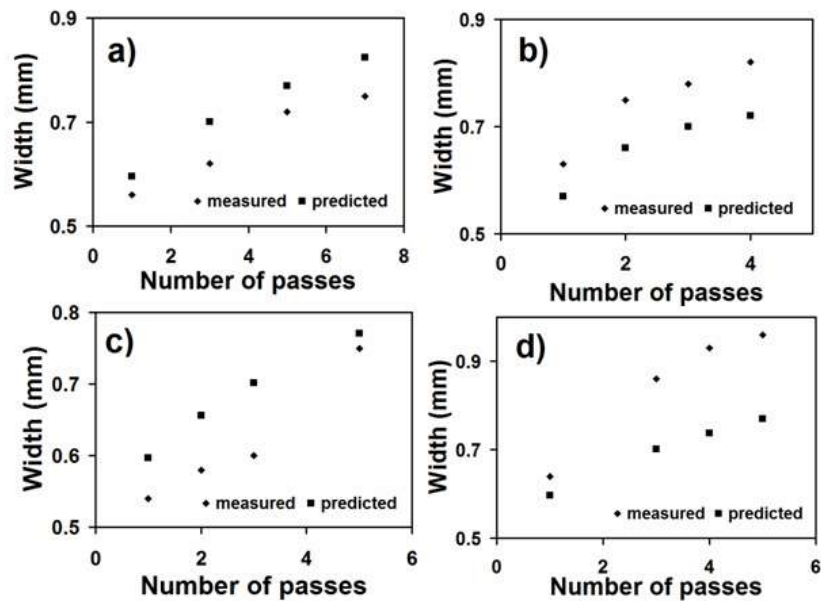 a)
0.9
0.7
0.5
Width (mm)
measured predicted
0 2 4 6 8
Number of passes
b)
0.9
0.7
0.5
Width (mm)
measured predicted
0 2 4
Number of passes
c)
0.8
0.7
0.6
0.5
Width (mm)
measured predicted
0 2 4 6
Number of passes
d)
0.9
0.7
0.5
Width (mm)
measured predicted
0 2 4 6
Number of passes